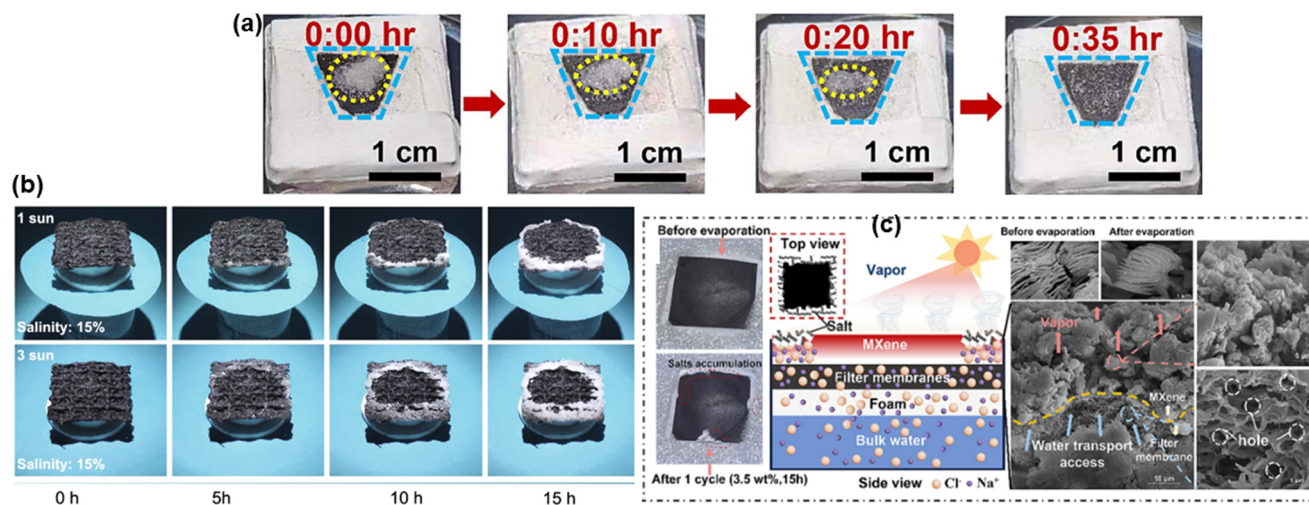 (a)
0:00 hr
0:10 hr
0:20 hr
0:35 hr
1 cm
1 cm
1 cm
1 cm
(b)
1 sun
Salinity: 15%
3 sun
Salinity: 15%
0 h
5h
10 h
15 h
(c)
Before evaporation
Salts accumulation
After 1 cycle (3.5 wt%,15h)
Top view
Vapor
Salt
MXene
Filter membranes
Foam
Bulk water
Side view
Cl⁻
Na⁺
Before evaporation
After evaporation
Vapor
MXene
Water transport
access
Filter
membrane
hole